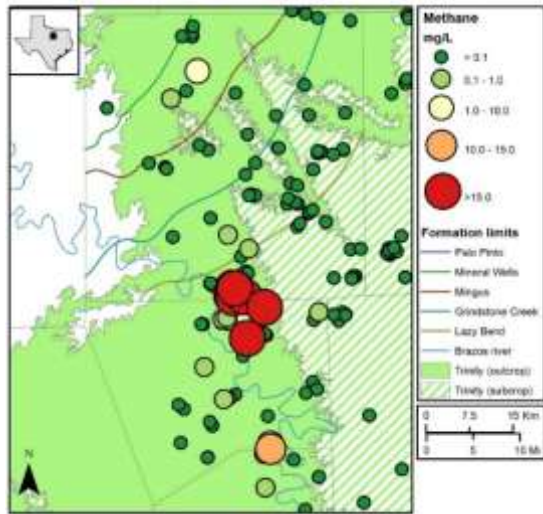 Methane
mg/L
> 0.1
0.1 - 1.0
1.0 - 10.0
10.0 - 15.0
>15.0
Formation limits
Palo Pinto
Mineral Wells
Mingus
Grindstone Creek
Lazy Bend
Brazos river
Trinity (outcrop)
Trinity (subcrop)
N
0 7.5 15 Km
0 5 10 Mi